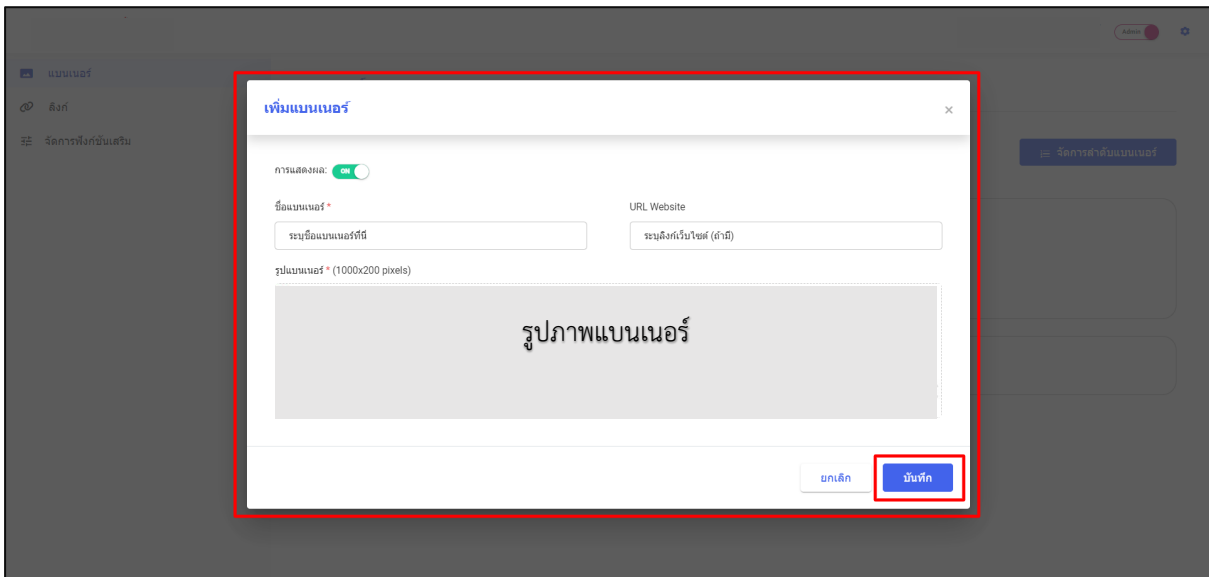 Admin
แบนเนอร์
ลิงก์
จัดการฟังก์ชั่นเสริม
จัดการลำดับแบนเนอร์
เพิ่มแบนเนอร์
×
การแสดงผล: ON
ชื่อแบนเนอร์ * URL Website
ระบุชื่อแบนเนอร์ที่นี่ ระบุลิงก์เว็บไซต์ (ถ้ามี)
รูปแบนเนอร์ * (1000x200 pixels)
รูปภาพแบนเนอร์
ยกเลิก บันทึก